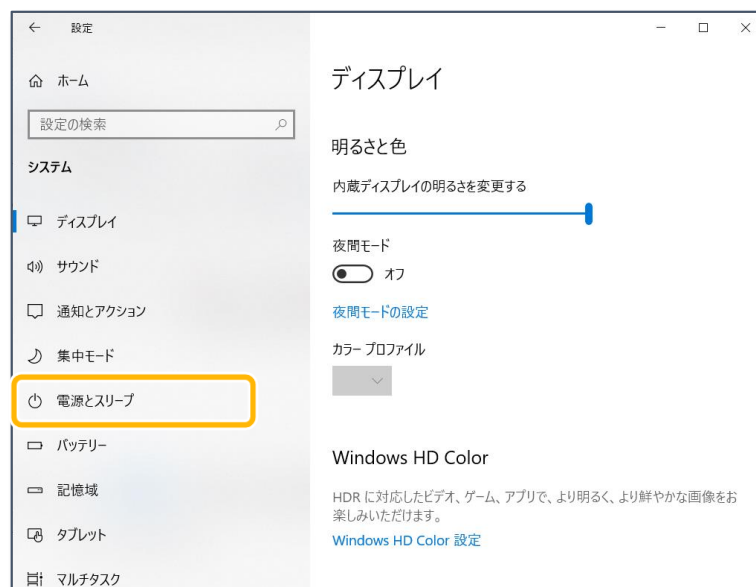 設定
ホーム
設定の検索
システム
ディスプレイ
サウンド
通知とアクション
集中モード
電源とスリープ
バッテリー
記憶域
タブレット
マルチタスク
ディスプレイ
明るさと色
内蔵ディスプレイの明るさを変更する
夜間モード
オフ
夜間モードの設定
カラー プロファイル
Windows HD Color
HDR に対応したビデオ、ゲーム、アプリで、より明るく、より鮮やかな画像をお
楽しみいただけます。
Windows HD Color 設定